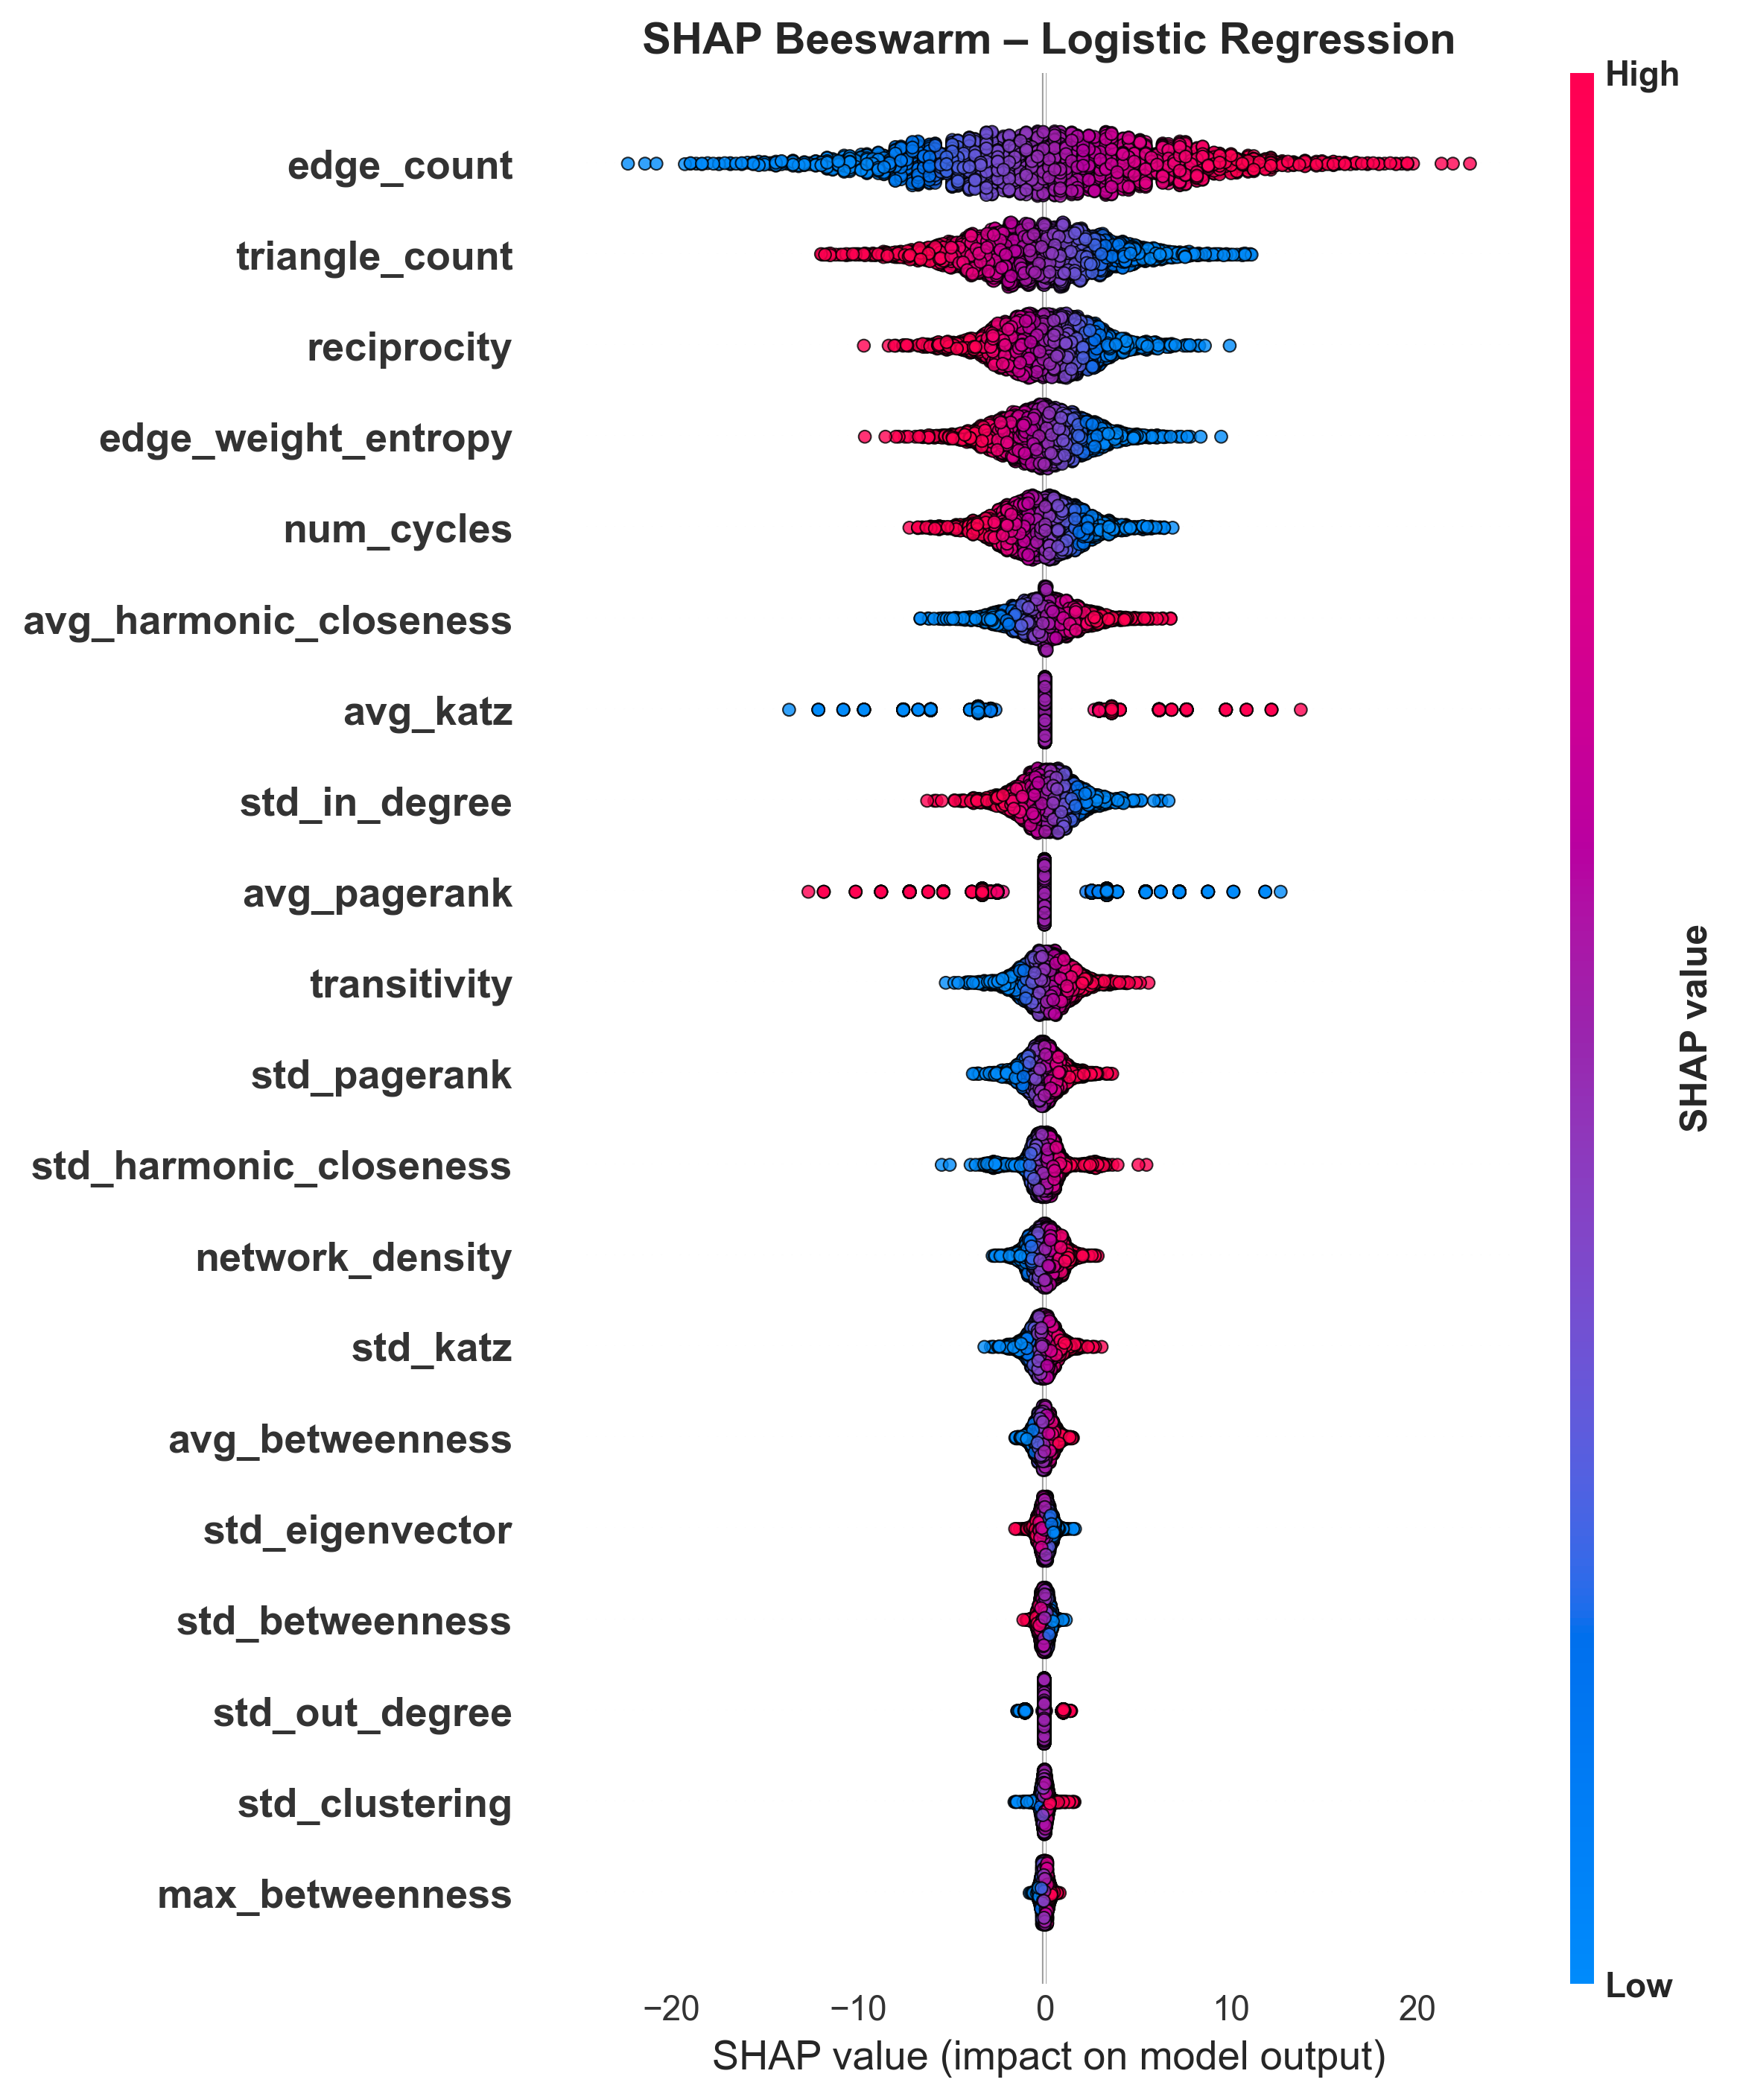 SHAP Beeswarm – Logistic Regression
High
edge_count
triangle_count
reciprocity
edge_weight_entropy
num_cycles
avg_harmonic_closeness
avg_katz
std_in_degree
avg_pagerank
transitivity
std_pagerank
std_harmonic_closeness
network_density
std_katz
avg_betweenness
std_eigenvector
std_betweenness
std_out_degree
std_clustering
max_betweenness
SHAP value
Low
−20 −10 0 10 20
SHAP value (impact on model output)